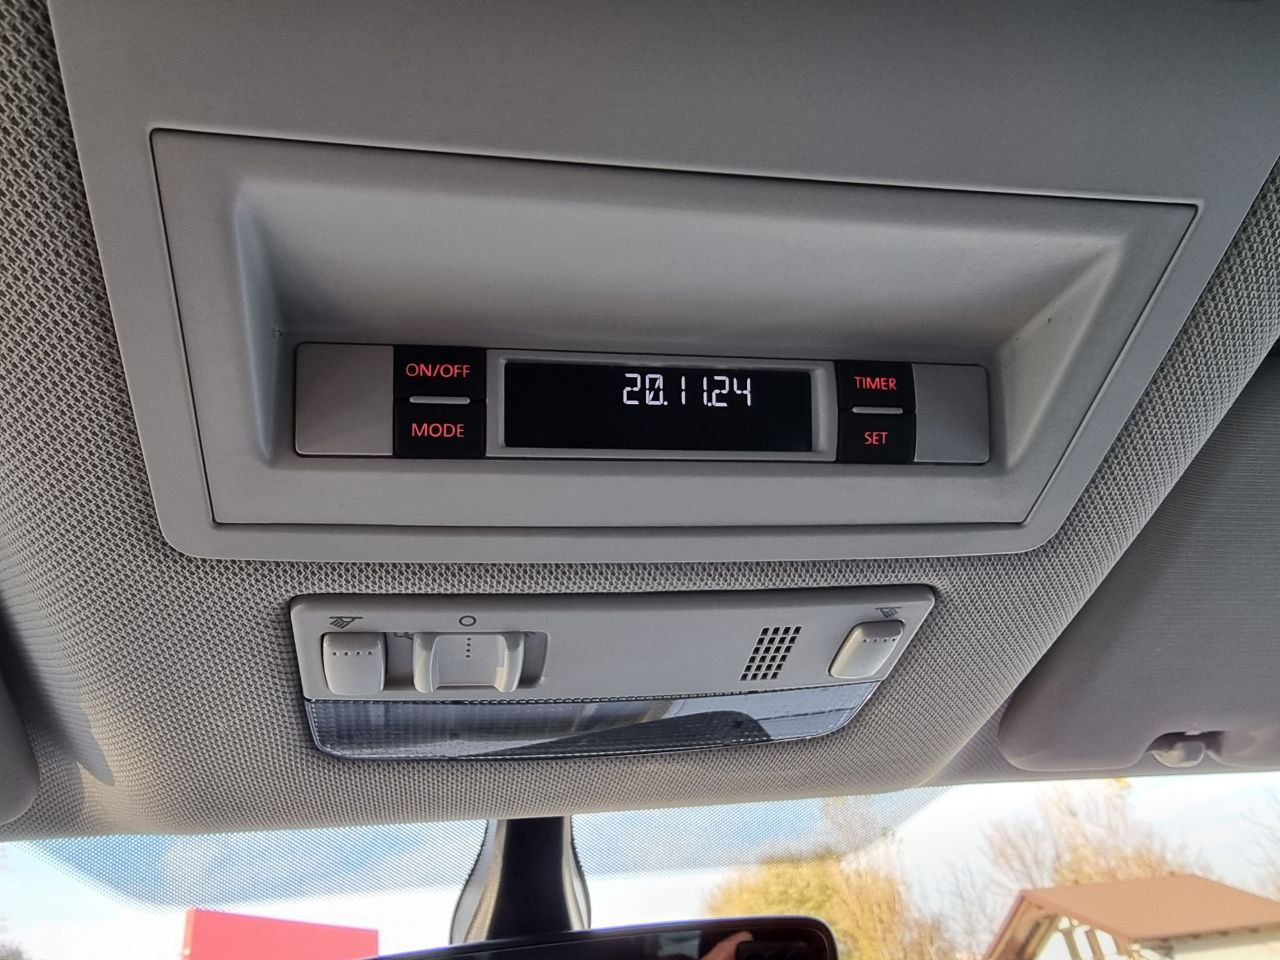 ON/OFF
MODE
20.11.24
TIMER
SET